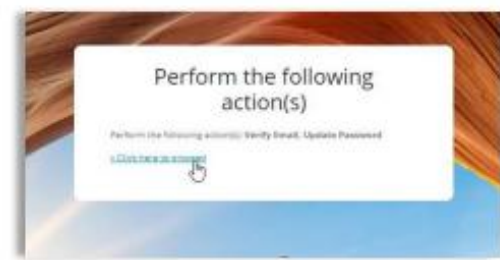 Perform the following
action(s)
Perform the following action(s): Verify Email, Update Password
» Click here to proceed